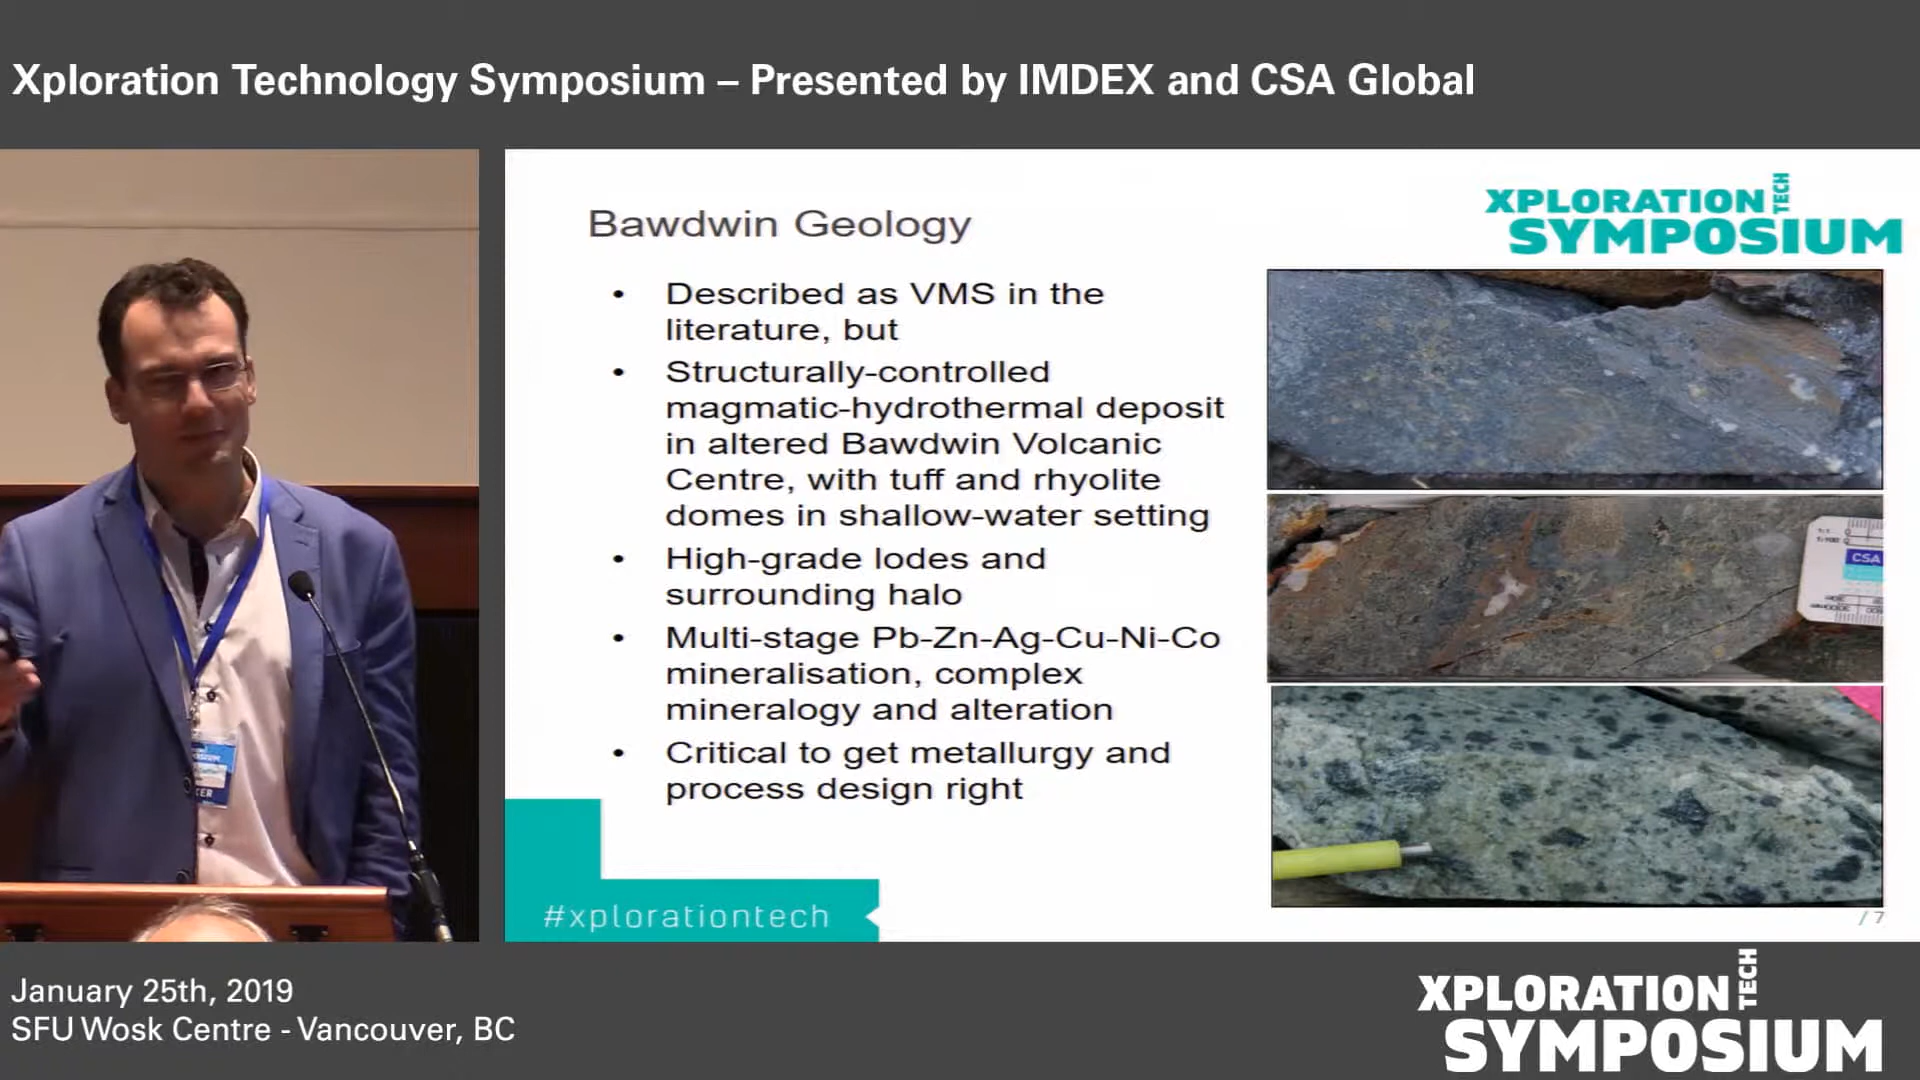 Xploration Technology Symposium – Presented by IMDEX and CSA Global
XPLORATION TECH
SYMPOSIUM
Bawdwin Geology
• Described as VMS in the
literature, but
• Structurally-controlled
magmatic-hydrothermal deposit
in altered Bawdwin Volcanic
Centre, with tuff and rhyolite
domes in shallow-water setting
• High-grade lodes and
surrounding halo
• Multi-stage Pb-Zn-Ag-Cu-Ni-Co
mineralisation, complex
mineralogy and alteration
• Critical to get metallurgy and
process design right
CSA
#xplorationtech
/ 7
January 25th, 2019
SFU Wosk Centre - Vancouver, BC
XPLORATION TECH
SYMPOSIUM